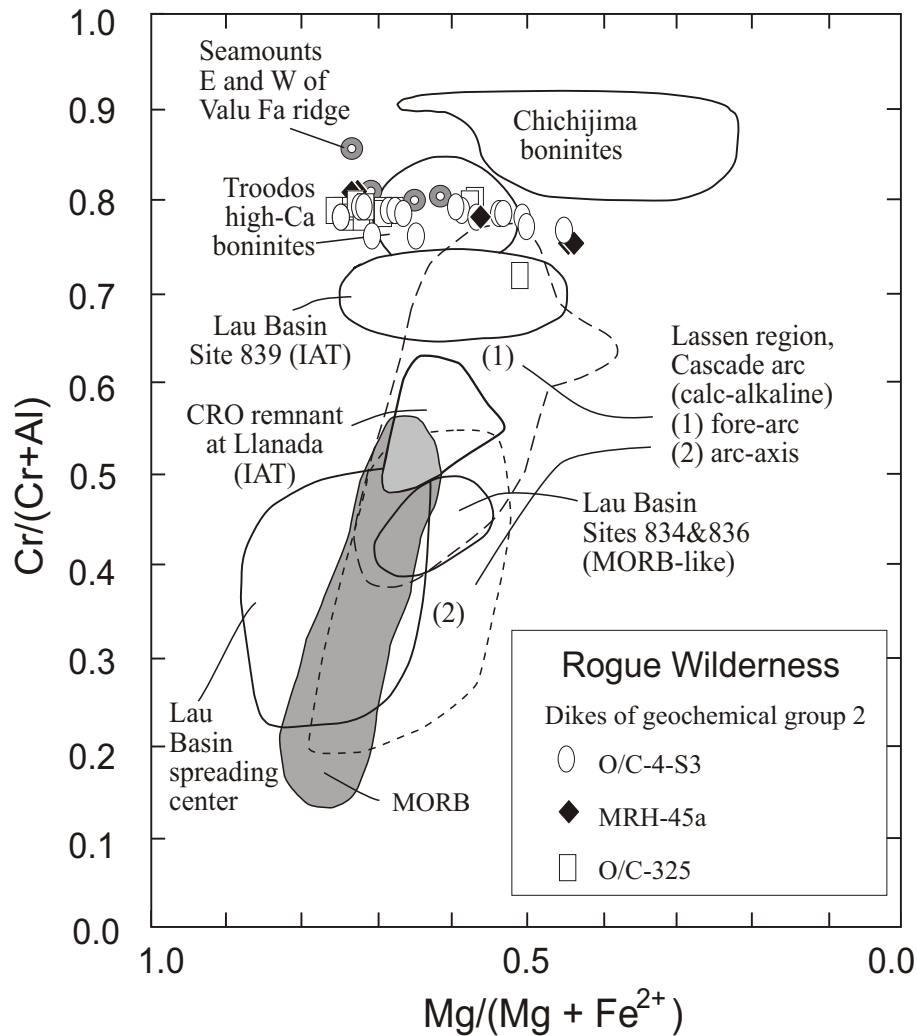 1.0
0.9
0.8
0.7
0.6
0.5
0.4
0.3
0.2
0.1
0.0
Cr/(Cr+Al)
Seamounts
E and W of
Valu Fa ridge
Chichijima
boninites
Troodos
high-Ca
boninites
Lau Basin
Site 839 (IAT)
(1)
Lassen region,
Cascade arc
(calc-alkaline)
(1) fore-arc
(2) arc-axis
CRO remnant
at Llanada
(IAT)
Lau Basin
Sites 834&836
(MORB-like)
(2)
Lau
Basin
spreading
center
MORB
Rogue Wilderness
Dikes of geochemical group 2
O/C-4-S3
MRH-45a
O/C-325
1.0 0.5 0.0
Mg/(Mg + Fe²⁺)